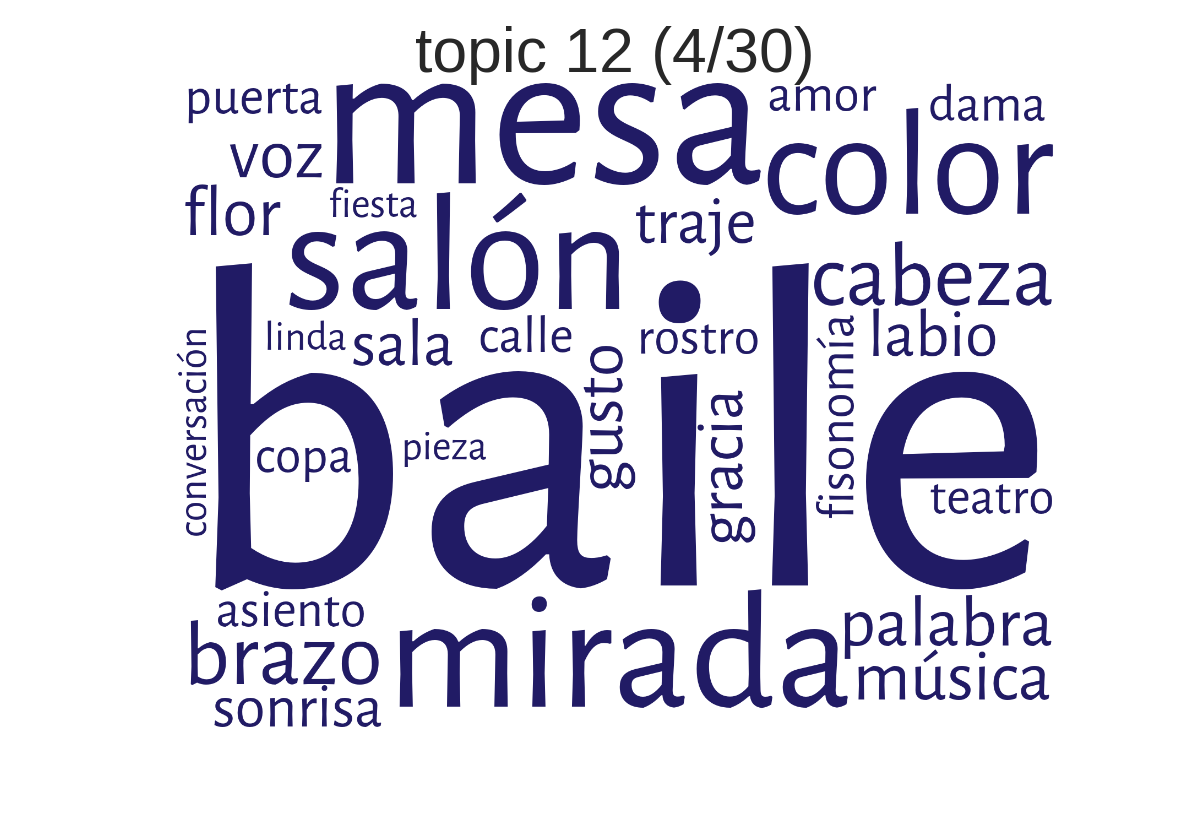 topic 12 (4/30)
puerta
mesa
amor
dama
voz
color
flor
fiesta
salón
traje
cabeza
linda
sala
calle
rostro
labio
conversación
baile
gusto
gracia
fisonomía
copa
pieza
teatro
asiento
brazo
mirada
palabra
música
sonrisa